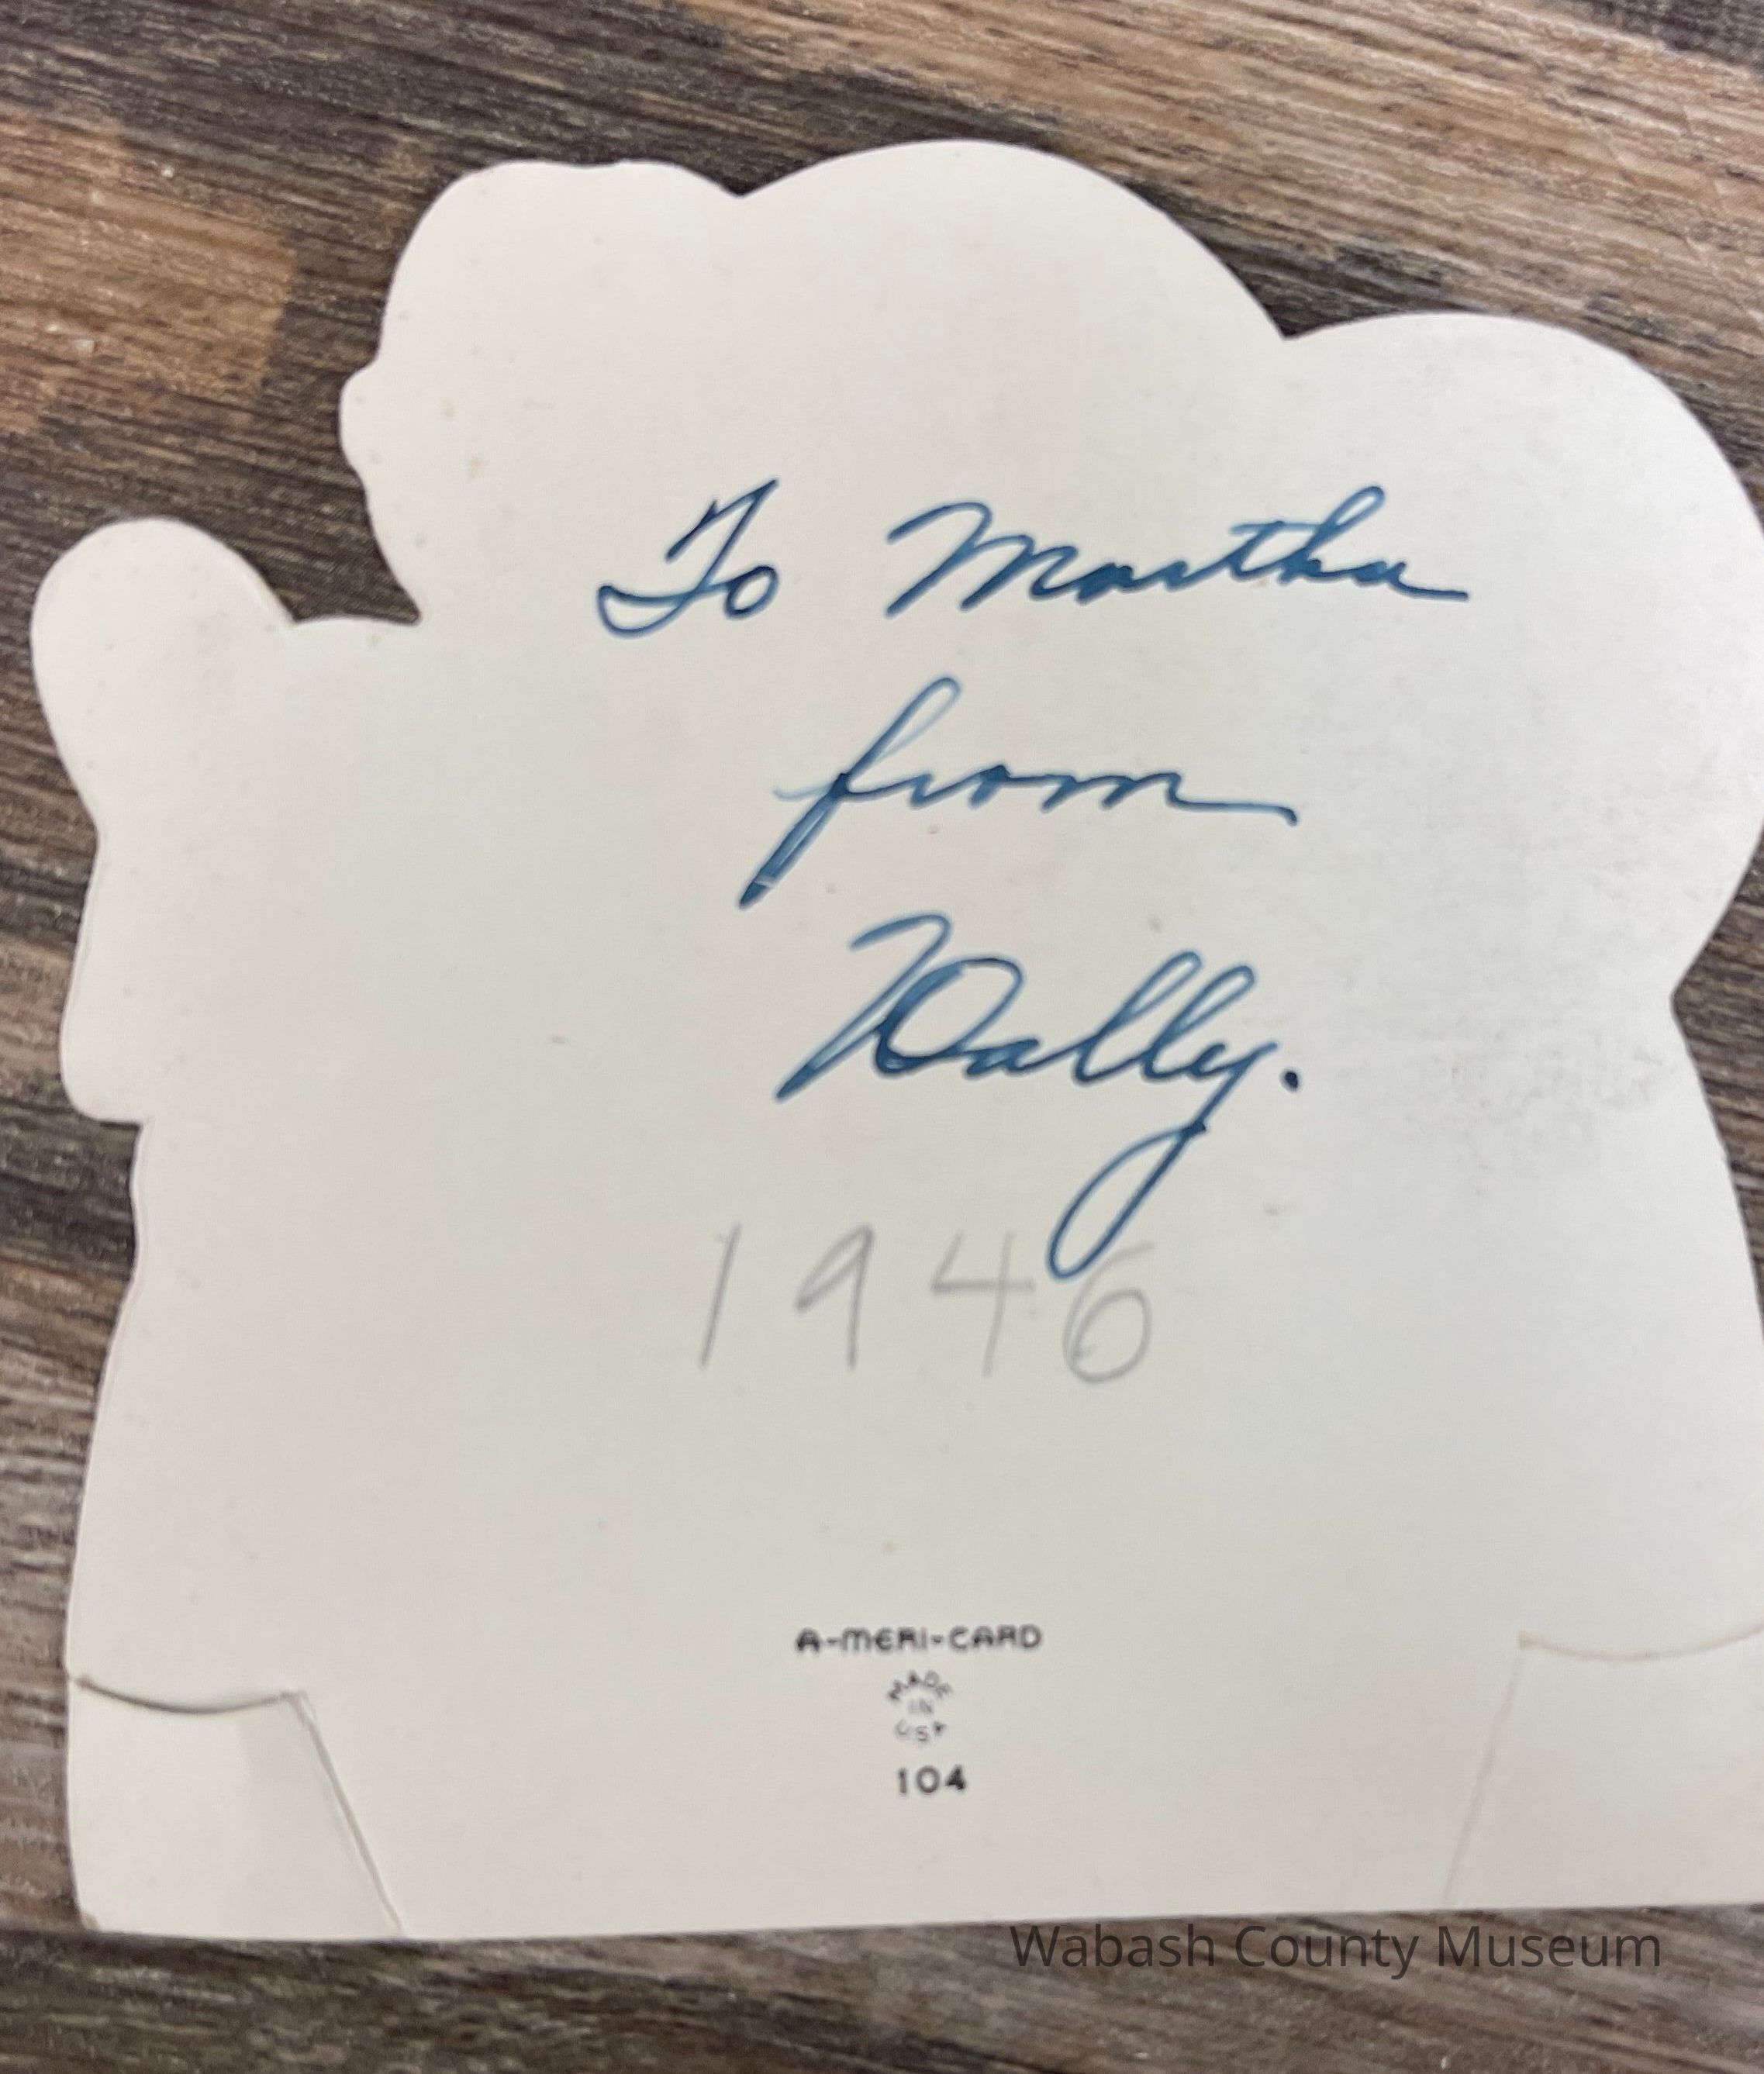 To Martha
from
Wally.
1946
A-MERI-CARD
MADE
IN
USA
104
Wabash County Museum